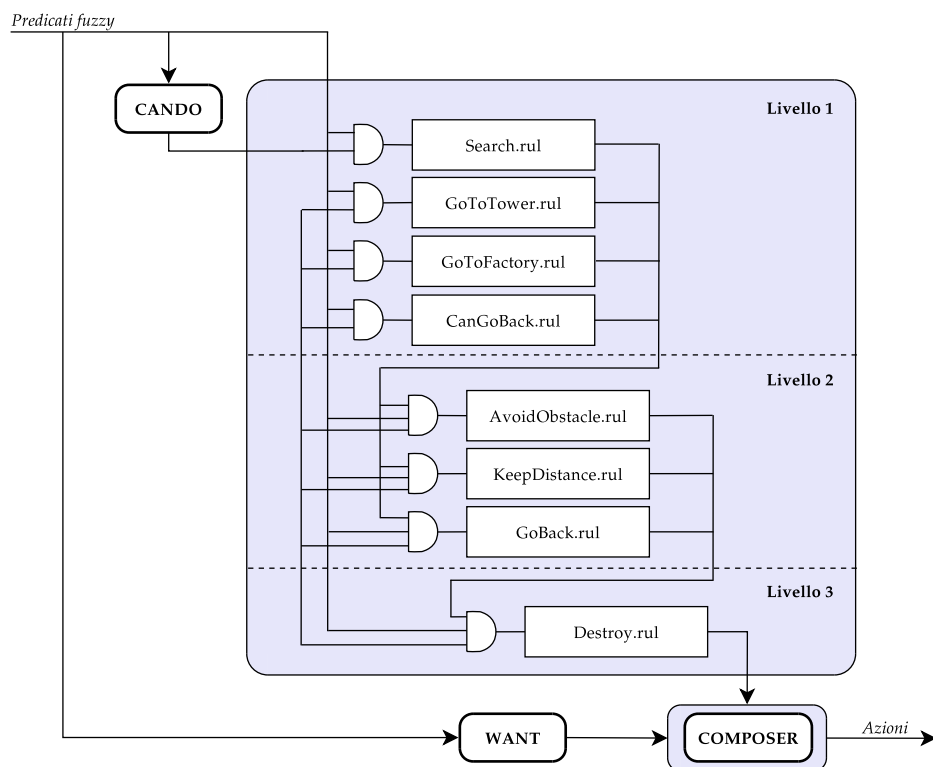 Predicati fuzzy
CANDO
Livello 1
Search.rul
GoToTower.rul
GoToFactory.rul
CanGoBack.rul
Livello 2
AvoidObstacle.rul
KeepDistance.rul
GoBack.rul
Livello 3
Destroy.rul
WANT
COMPOSER
Azioni